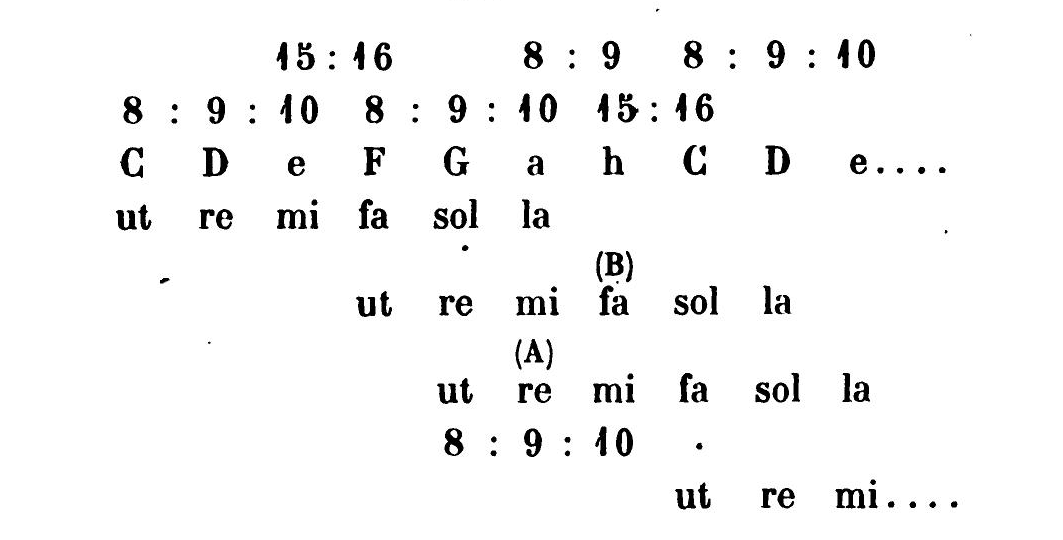 15 : 16 8 : 9 8 : 9 : 10
8 : 9 : 10 8 : 9 : 10 15 : 16
C D e F G a h C D e....
ut re mi fa sol la
(B)
ut re mi fa sol la
(A)
ut re mi fa sol la
8 : 9 : 10
ut re mi....